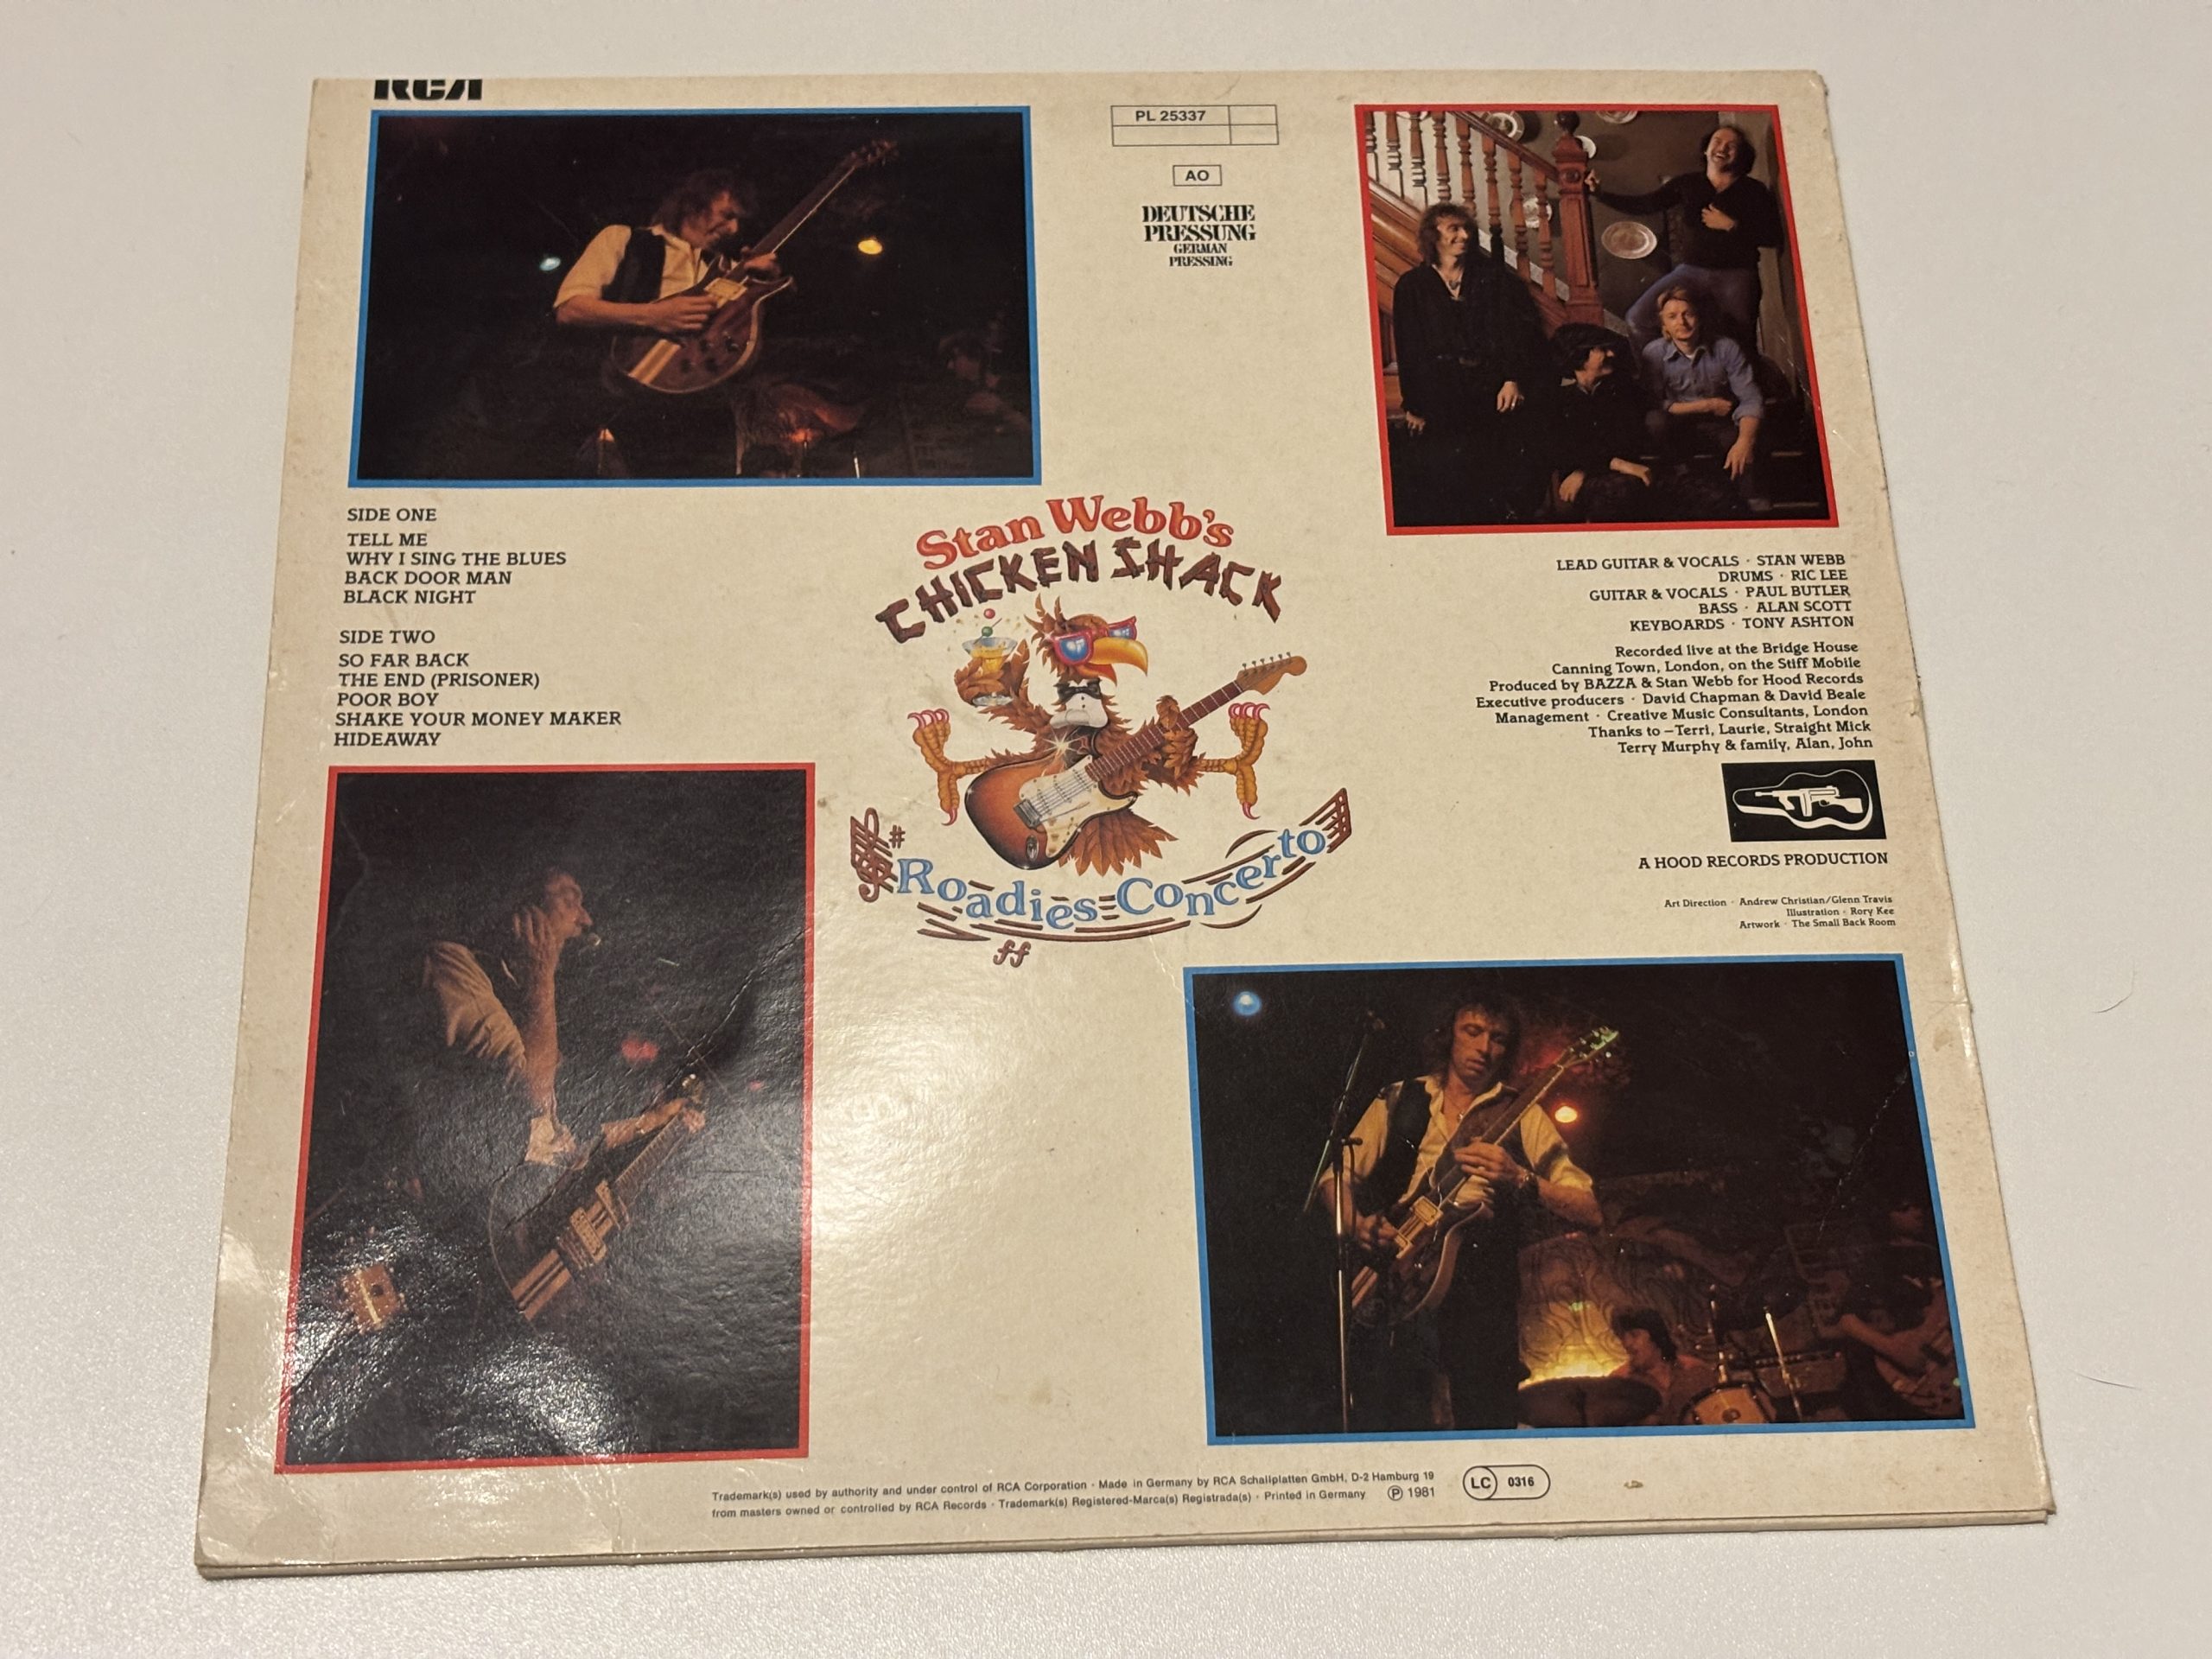 RCA
PL 25337
AO
DEUTSCHE
PRESSUNG
GERMAN
PRESSING
SIDE ONE
TELL ME
WHY I SING THE BLUES
BACK DOOR MAN
BLACK NIGHT
SIDE TWO
SO FAR BACK
THE END (PRISONER)
POOR BOY
SHAKE YOUR MONEY MAKER
HIDEAWAY
Stan Webb's
CHICKEN SHACK
Roadies Concerto
ff
LEAD GUITAR & VOCALS · STAN WEBB
DRUMS · RIC LEE
GUITAR & VOCALS · PAUL BUTLER
BASS · ALAN SCOTT
KEYBOARDS · TONY ASHTON
Recorded live at the Bridge House
Canning Town, London, on the Stiff Mobile
Produced by BAZZA & Stan Webb for Hood Records
Executive producers · David Chapman & David Beale
Management · Creative Music Consultants, London
Thanks to – Terri, Laurie, Straight Mick
Terry Murphy & family, Alan, John
A HOOD RECORDS PRODUCTION
Art Direction · Andrew Christian/Glenn Travis
Illustration · Rory Kee
Artwork · The Small Back Room
Trademark(s) used by authority and under control of RCA Corporation · Made in Germany by RCA Schallplatten GmbH, D-2 Hamburg 19
from masters owned or controlled by RCA Records · Trademark(s) Registered-Marca(s) Registrada(s) · Printed in Germany ℗ 1981
LC 0316